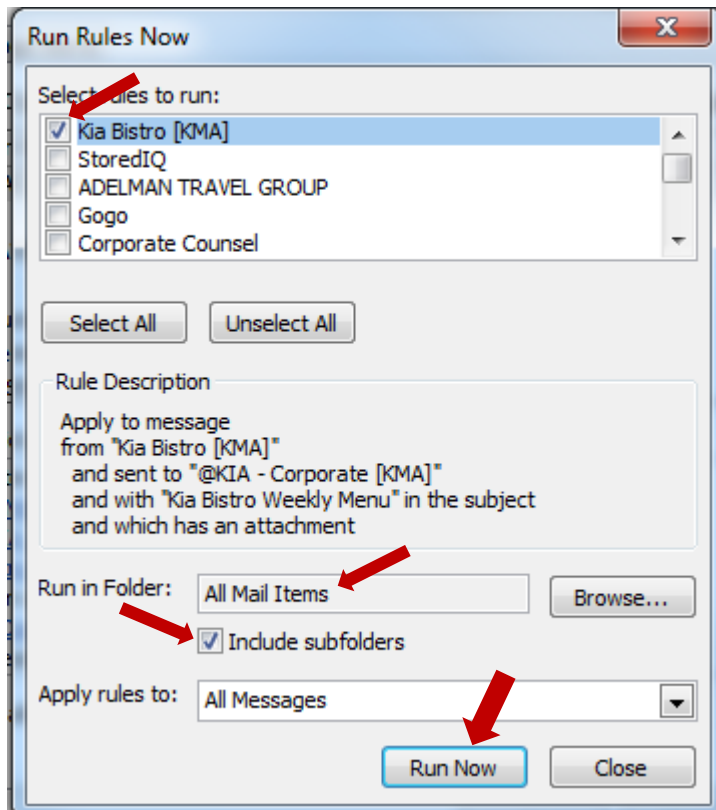 Run Rules Now
Select rules to run:
Kia Bistro [KMA]
StoredIQ
ADELMAN TRAVEL GROUP
Gogo
Corporate Counsel
Select All Unselect All
Rule Description
Apply to message
from "Kia Bistro [KMA]"
and sent to "@KIA - Corporate [KMA]"
and with "Kia Bistro Weekly Menu" in the subject
and which has an attachment
Run in Folder: All Mail Items Browse...
Include subfolders
Apply rules to: All Messages
Run Now Close